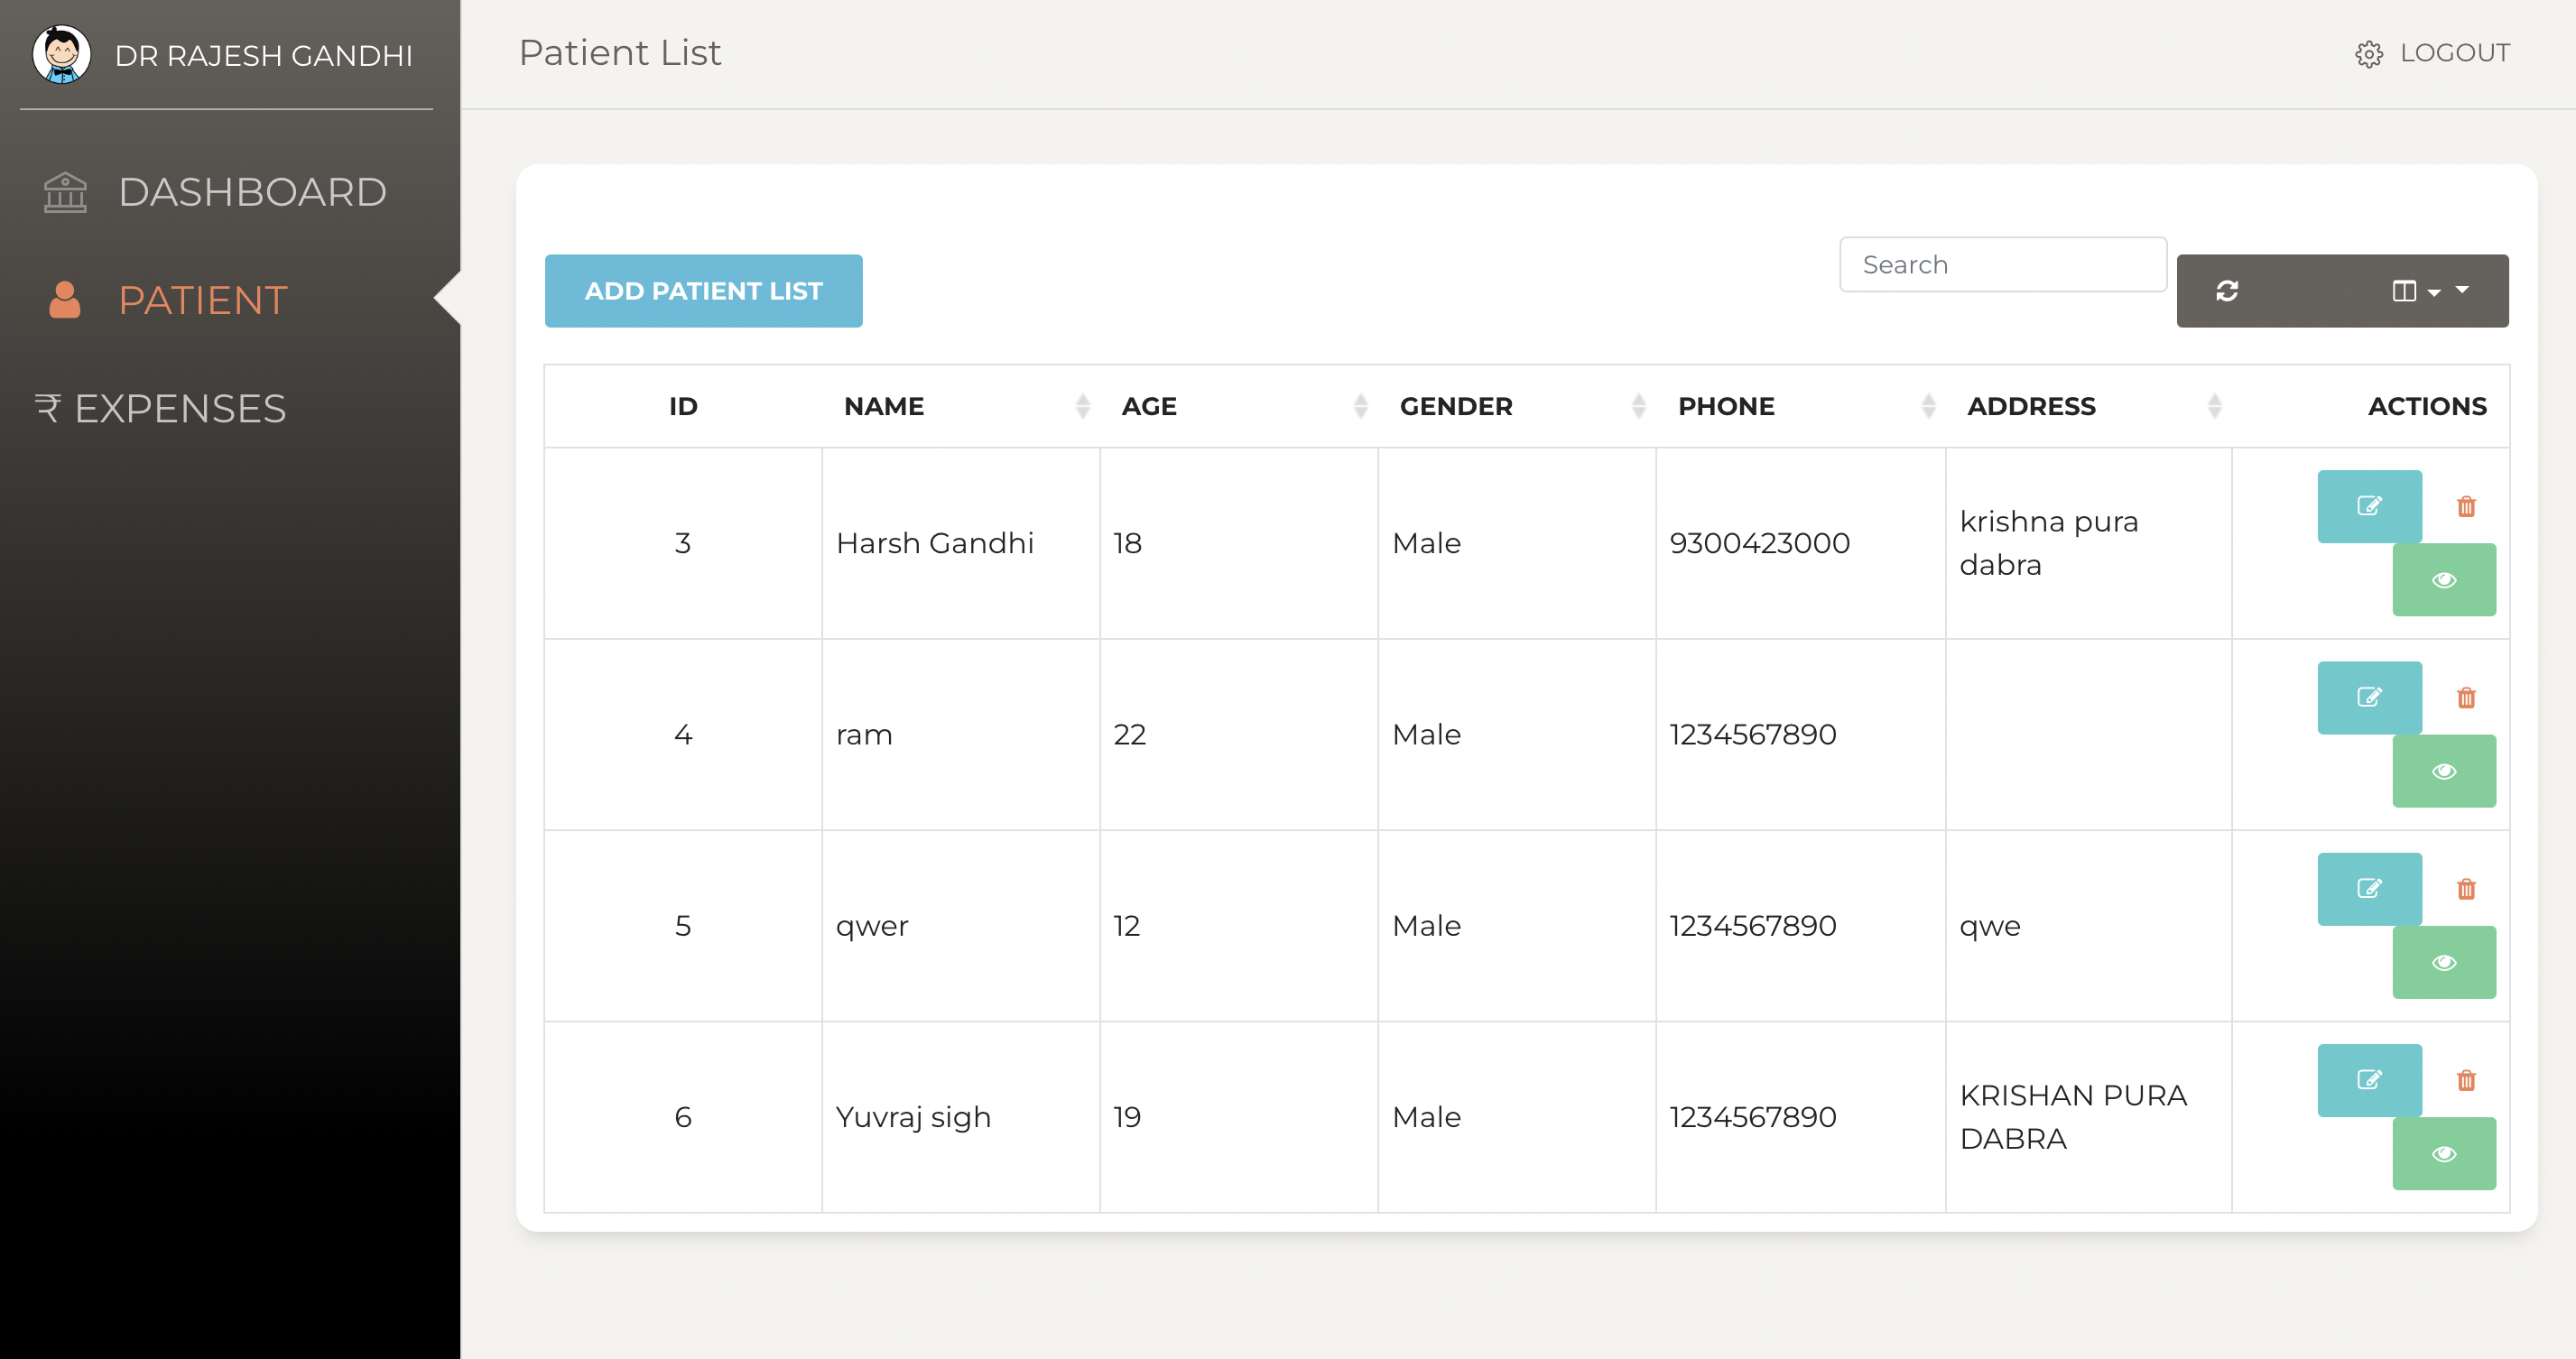 DR RAJESH GANDHI
Patient List
LOGOUT
DASHBOARD
PATIENT
₹ EXPENSES
ADD PATIENT LIST
Search
ID NAME AGE GENDER PHONE ADDRESS ACTIONS
3 Harsh Gandhi 18 Male 9300423000 krishna pura
dabra
4 ram 22 Male 1234567890
5 qwer 12 Male 1234567890 qwe
6 Yuvraj sigh 19 Male 1234567890 KRISHAN PURA
DABRA